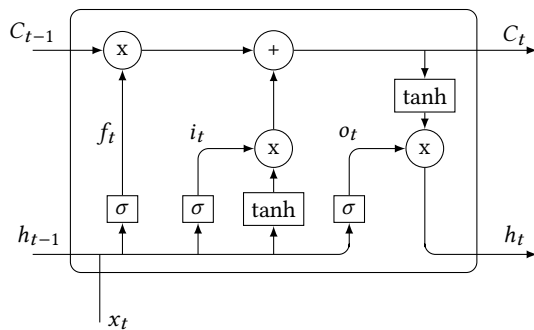 C_{t−1} x + C_t
tanh
f_t i_t x o_t x
σ σ tanh σ
h_{t−1} h_t
x_t